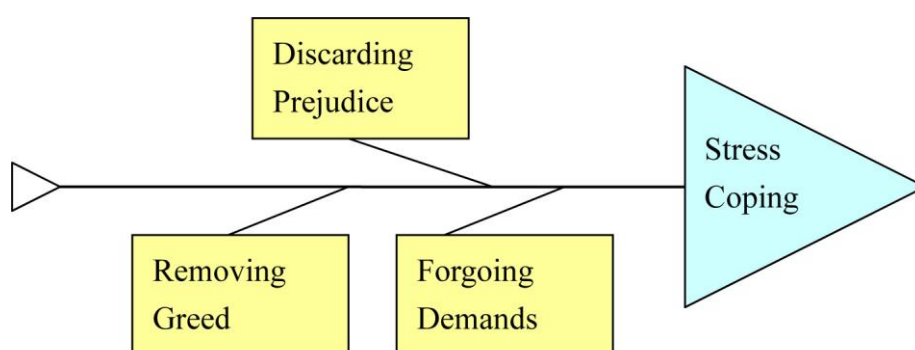 Discarding
Prejudice
Stress
Coping
Removing
Greed
Forgoing
Demands